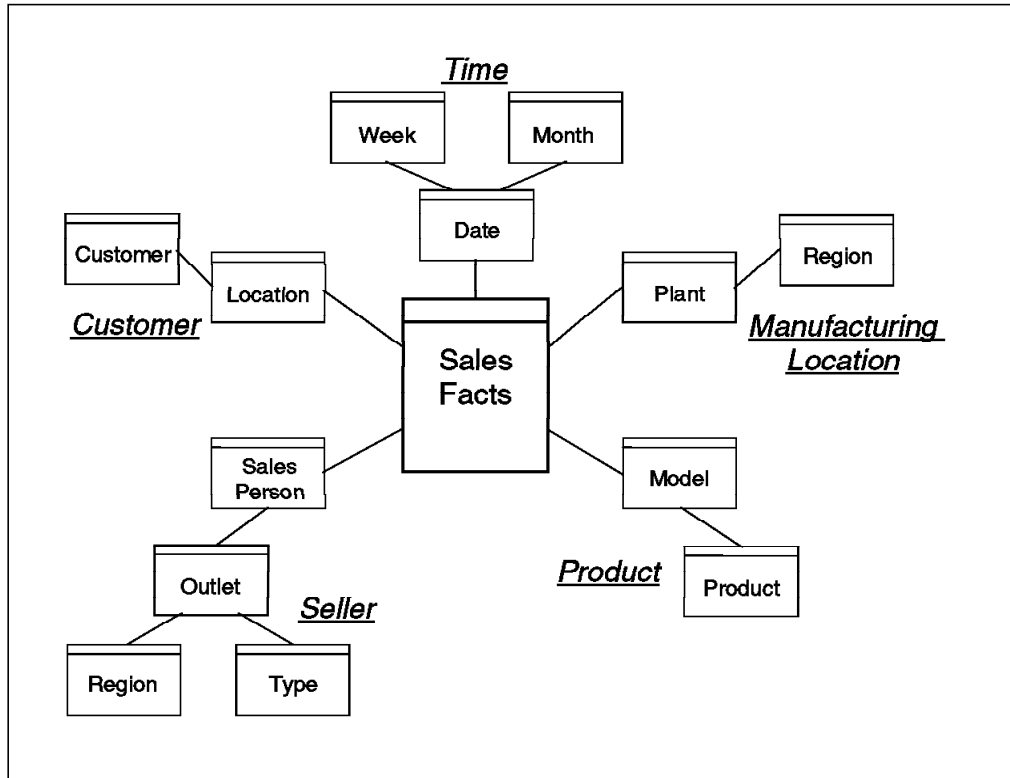 Time
Week
Month
Date
Customer
Location
Customer
Plant
Region
Manufacturing
Location
Sales
Facts
Sales
Person
Outlet
Seller
Region
Type
Model
Product
Product